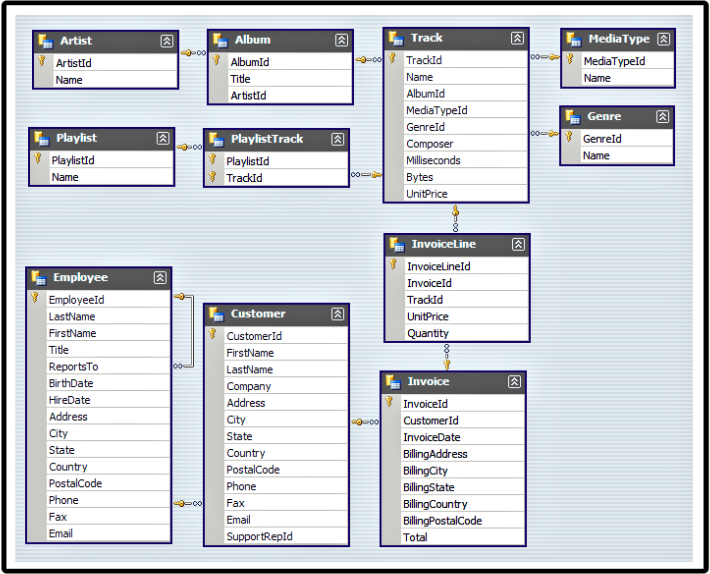 Artist
ArtistId
Name
Album
AlbumId
Title
ArtistId
Track
TrackId
Name
AlbumId
MediaTypeId
GenreId
Composer
Milliseconds
Bytes
UnitPrice
MediaType
MediaTypeId
Name
Genre
GenreId
Name
Playlist
PlaylistId
Name
PlaylistTrack
PlaylistId
TrackId
InvoiceLine
InvoiceLineId
InvoiceId
TrackId
UnitPrice
Quantity
Employee
EmployeeId
LastName
FirstName
Title
ReportsTo
BirthDate
HireDate
Address
City
State
Country
PostalCode
Phone
Fax
Email
Customer
CustomerId
FirstName
LastName
Company
Address
City
State
Country
PostalCode
Phone
Fax
Email
SupportRepId
Invoice
InvoiceId
CustomerId
InvoiceDate
BillingAddress
BillingCity
BillingState
BillingCountry
BillingPostalCode
Total